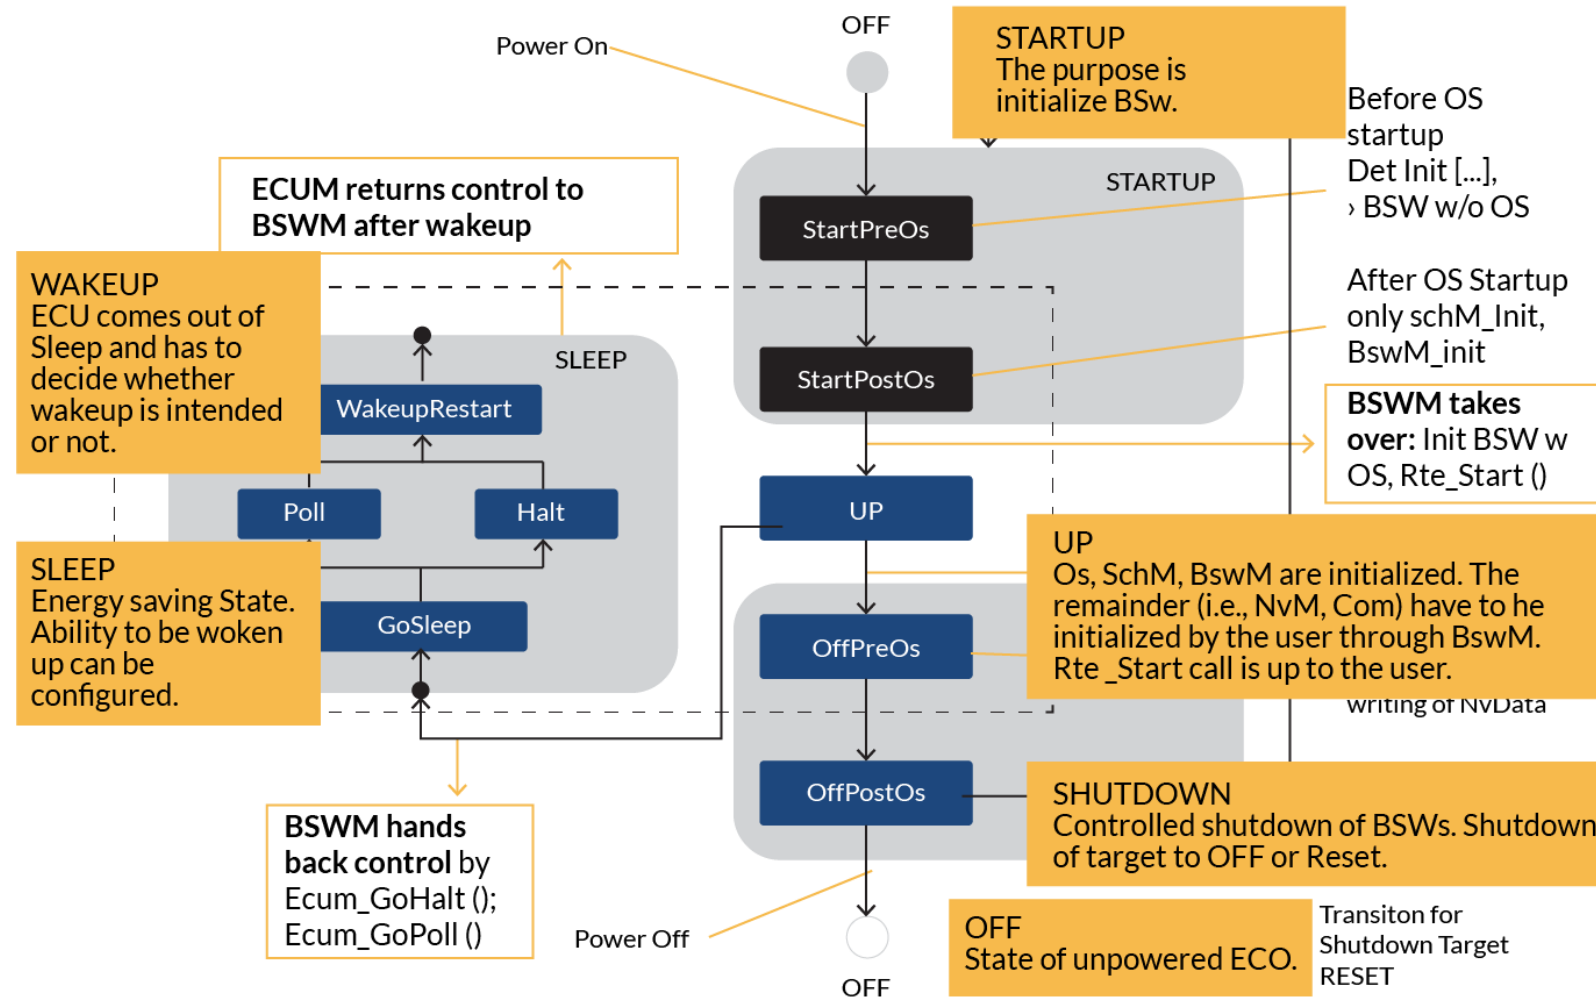 OFF
Power On
STARTUP
The purpose is
initialize BSw.
Before OS
startup
Det Init [...],
› BSW w/o OS
ECUM returns control to
BSWM after wakeup
STARTUP
StartPreOs
WAKEUP
ECU comes out of
Sleep and has to
decide whether
wakeup is intended
or not.
After OS Startup
only schM_Init,
BswM_init
SLEEP
StartPostOs
WakeupRestart
BSWM takes
over: Init BSW w
OS, Rte_Start ()
Poll
Halt
UP
UP
Os, SchM, BswM are initialized. The
remainder (i.e., NvM, Com) have to he
initialized by the user through BswM.
Rte _Start call is up to the user.
SLEEP
Energy saving State.
Ability to be woken
up can be
configured.
GoSleep
OffPreOs
writing of NvData
OffPostOs
SHUTDOWN
Controlled shutdown of BSWs. Shutdown
of target to OFF or Reset.
BSWM hands
back control by
Ecum_GoHalt ();
Ecum_GoPoll ()
Power Off
OFF
State of unpowered ECO.
Transiton for
Shutdown Target
RESET
OFF